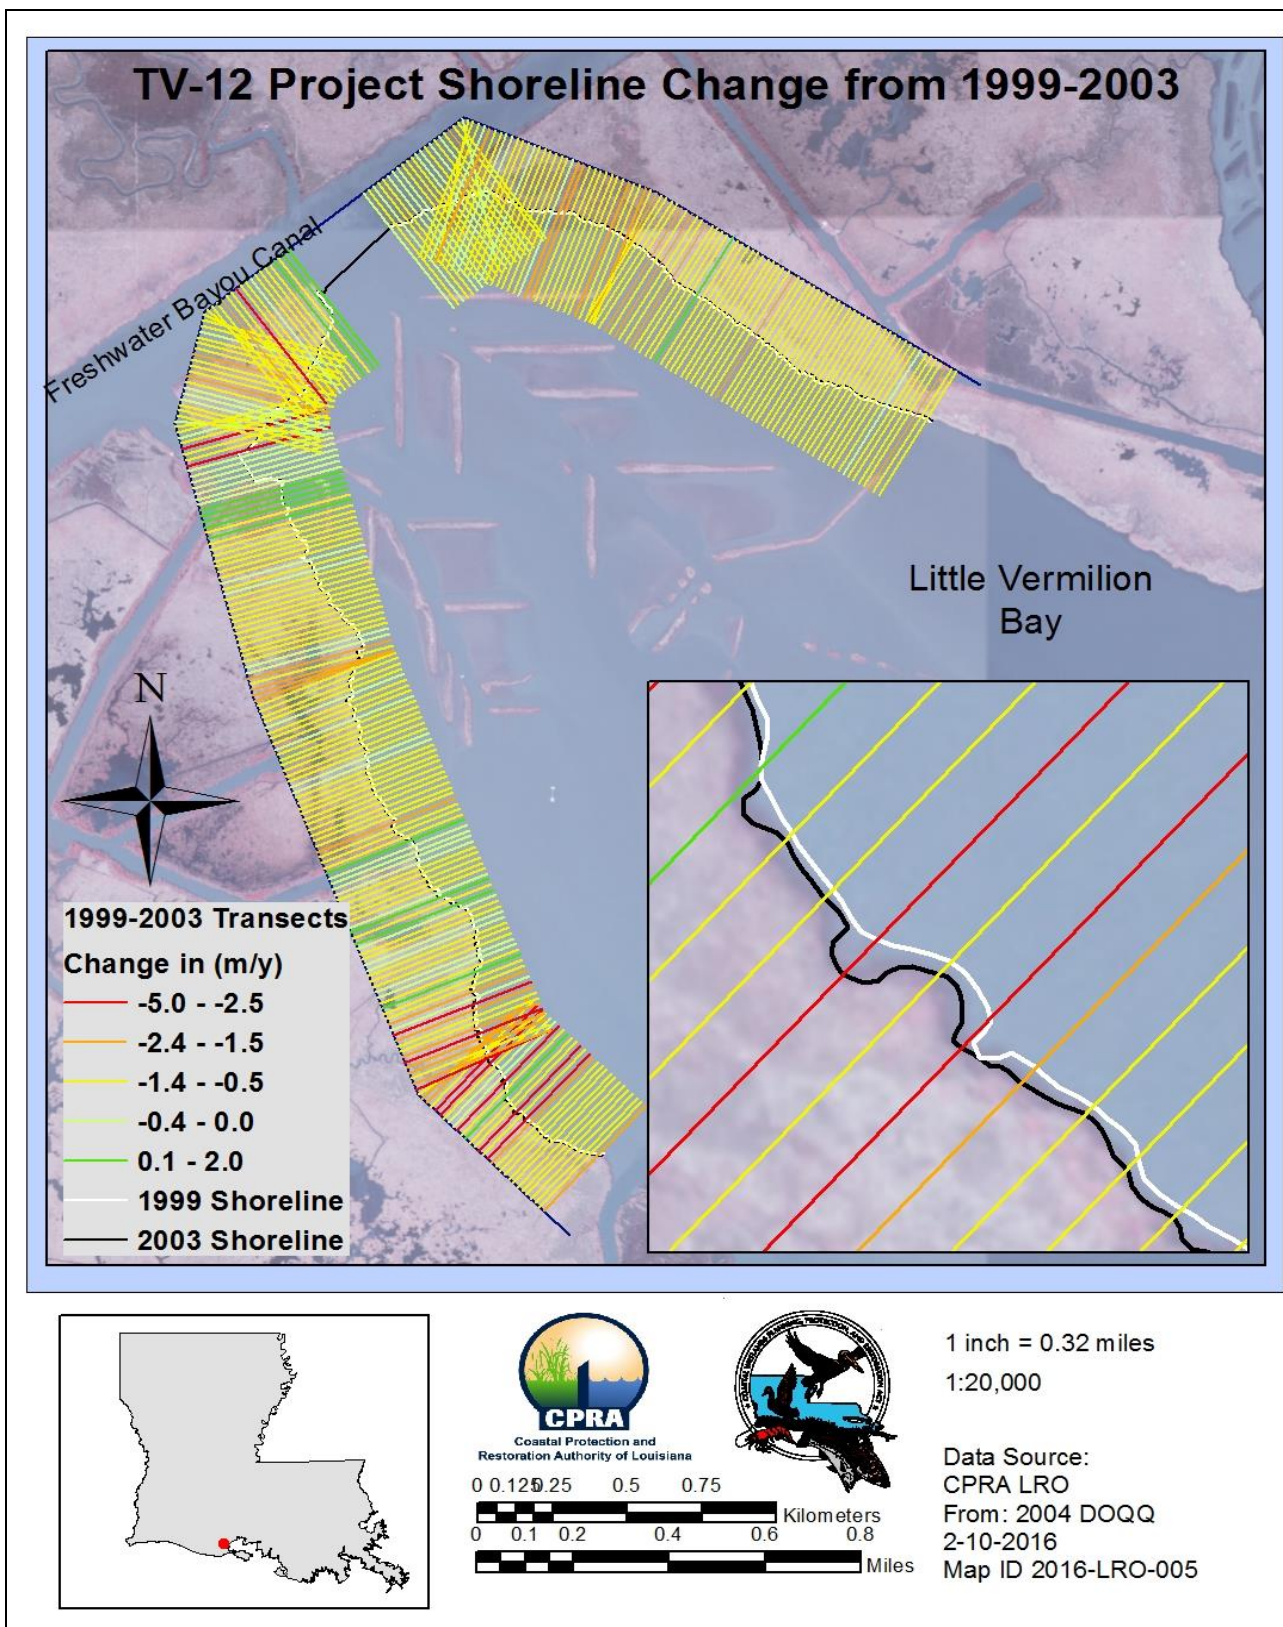 TV-12 Project Shoreline Change from 1999-2003
Freshwater Bayou Canal
Little Vermilion
Bay
N
1999-2003 Transects
Change in (m/y)
-5.0 - -2.5
-2.4 - -1.5
-1.4 - -0.5
-0.4 - 0.0
0.1 - 2.0
1999 Shoreline
2003 Shoreline
CPRA
Coastal Protection and
Restoration Authority of Louisiana
1 inch = 0.32 miles
1:20,000
Data Source:
CPRA LRO
From: 2004 DOQQ
2-10-2016
Map ID 2016-LRO-005
0 0.125 0.25 0.5 0.75
Kilometers
0 0.1 0.2 0.4 0.6 0.8
Miles